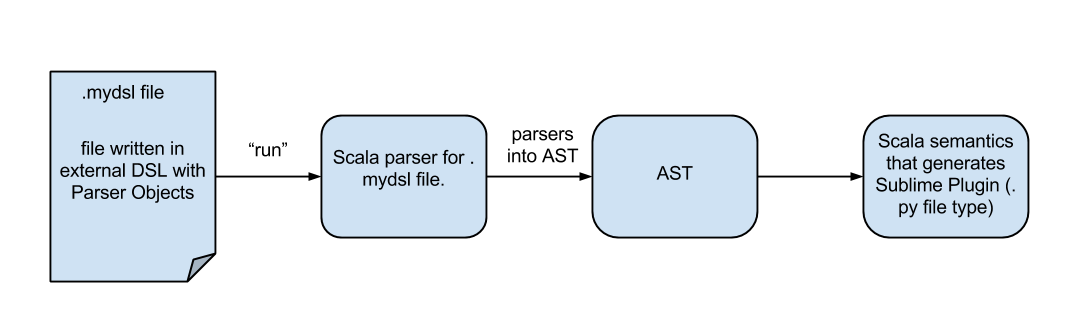 .mydsl file
file written in
external DSL with
Parser Objects
“run”
Scala parser for .
mydsl file.
parsers
into AST
AST
Scala semantics
that generates
Sublime Plugin (.
py file type)